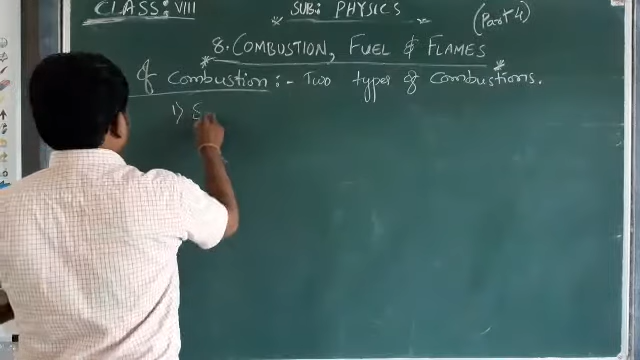 CLASS: VIII SUB: PHYSICS (Part 4)
8. COMBUSTION, FUEL & FLAMES
of Combustion :- Two types of Combustions.
1) S